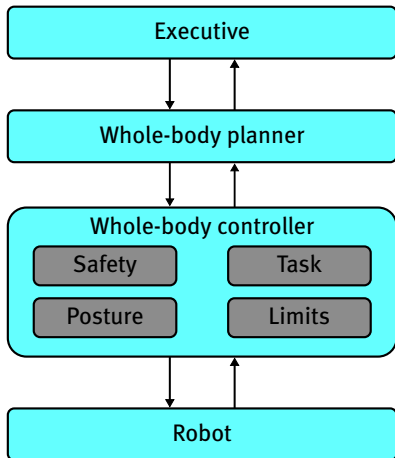 Executive
Whole-body planner
Whole-body controller
Safety
Task
Posture
Limits
Robot